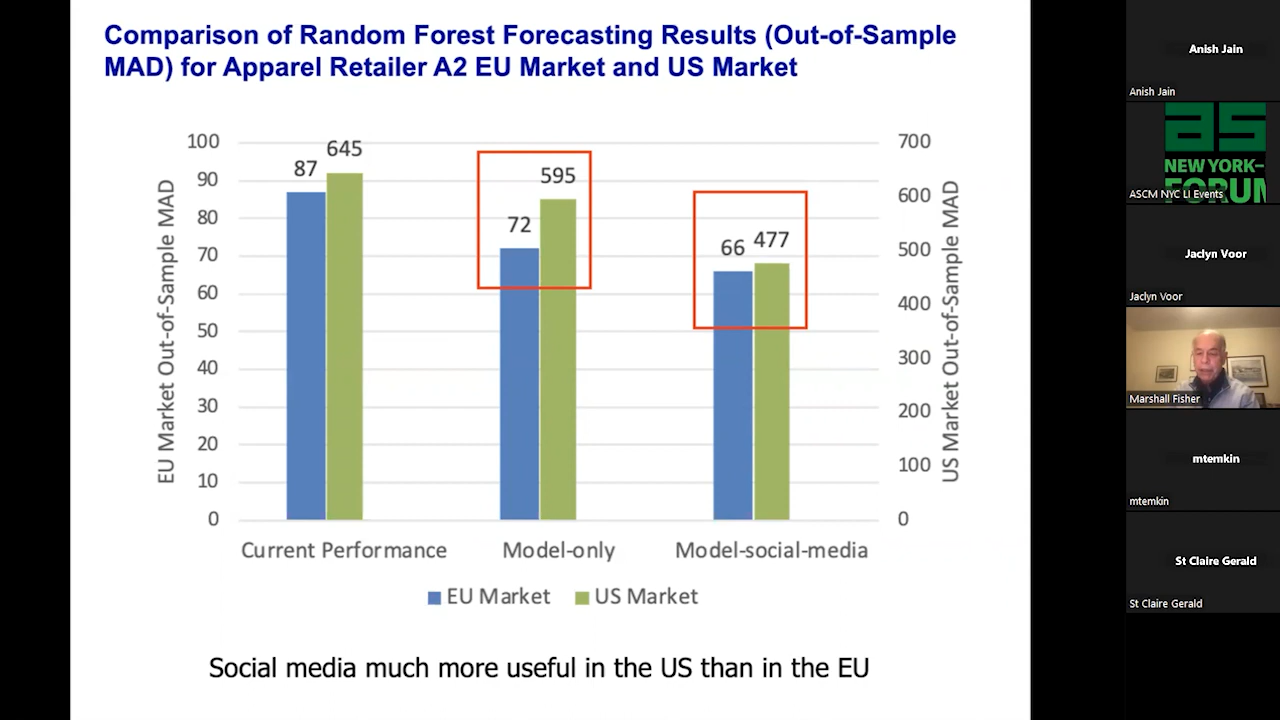 Comparison of Random Forest Forecasting Results (Out-of-Sample
MAD) for Apparel Retailer A2 EU Market and US Market
EU Market Out-of-Sample MAD
100
90
80
70
60
50
40
30
20
10
0
87
645
72
595
66
477
700
600
500
400
300
200
100
0
US Market Out-of-Sample MAD
Current Performance
Model-only
Model-social-media
EU Market
US Market
Social media much more useful in the US than in the EU
Anish Jain
Anish Jain
as
NEW YORK–
FORUM
ASCM NYC LI Events
Jaclyn Voor
Jaclyn Voor
Marshall Fisher
mtemkin
mtemkin
St Claire Gerald
St Claire Gerald